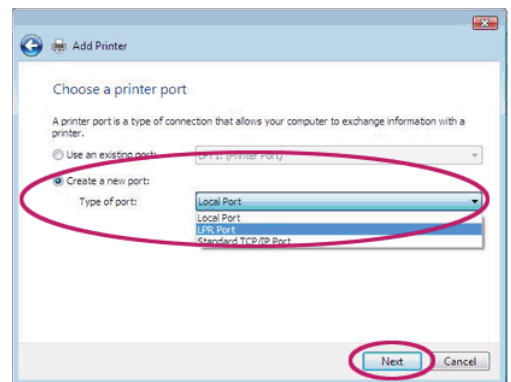 Add Printer
Choose a printer port
A printer port is a type of connection that allows your computer to exchange information with a
printer.
Use an existing port:
LPT1: (Printer Port)
Create a new port:
Type of port:
Local Port
Local Port
LPR Port
Standard TCP/IP Port
Next
Cancel